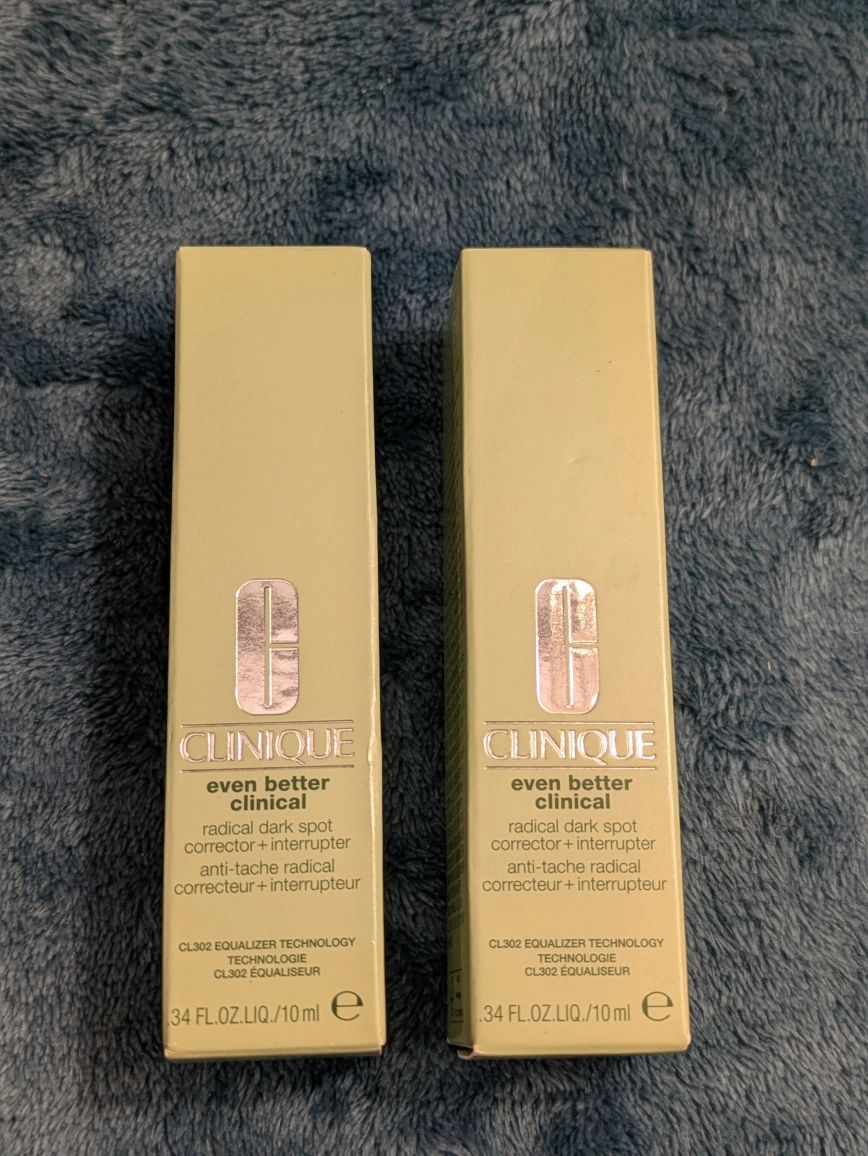 CLINIQUE
even better
clinical
radical dark spot
corrector + interrupter
anti-tache radical
correcteur + interrupteur
CL302 EQUALIZER TECHNOLOGY
TECHNOLOGIE
CL302 ÉQUALISEUR
.34 FL.OZ.LIQ./10 ml e
CLINIQUE
even better
clinical
radical dark spot
corrector + interrupter
anti-tache radical
correcteur + interrupteur
CL302 EQUALIZER TECHNOLOGY
TECHNOLOGIE
CL302 ÉQUALISEUR
.34 FL.OZ.LIQ./10 ml e